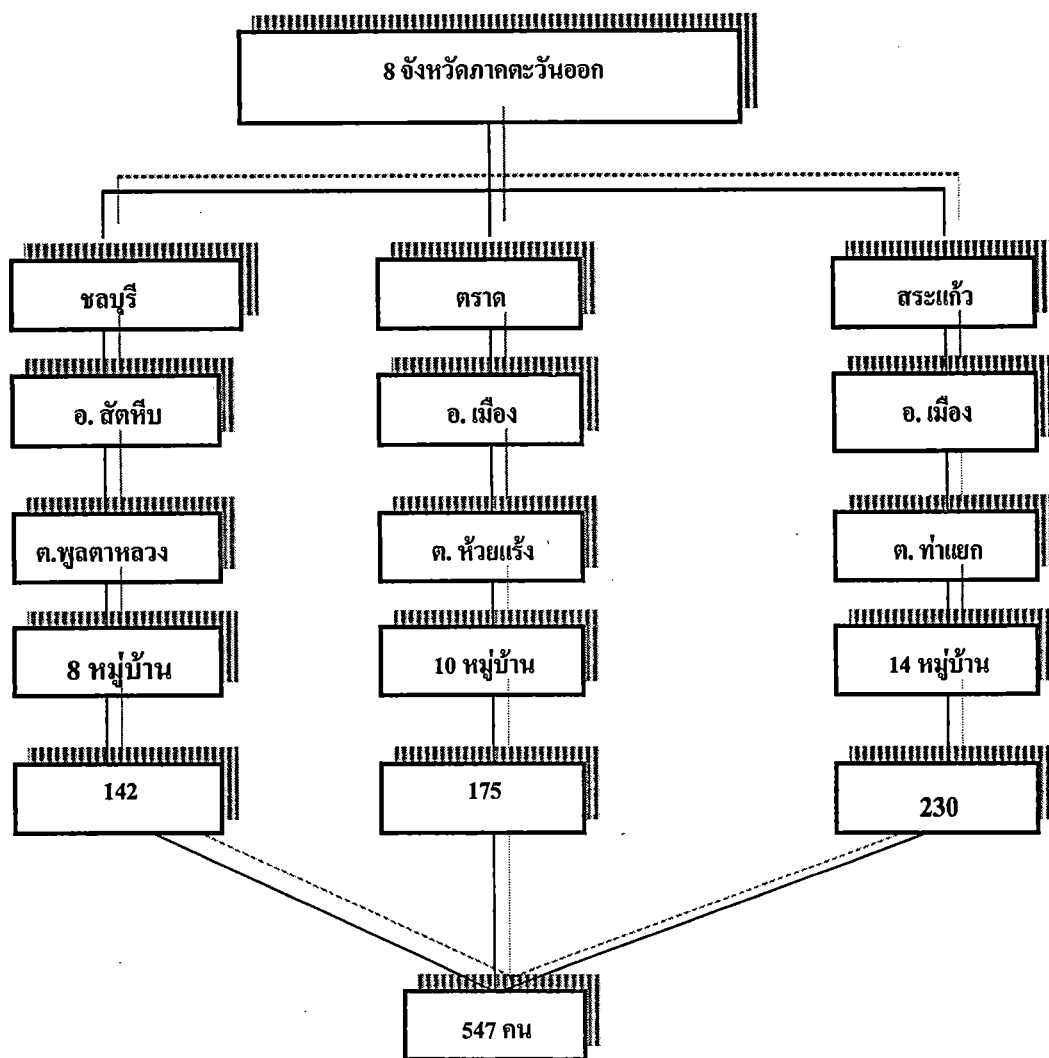 8 จังหวัดภาคตะวันออก
ชลบุรี
ตราด
สระแก้ว
อ. สัตหีบ
อ. เมือง
อ. เมือง
ต.พูลตาหลวง
ต. ห้วยแร้ง
ต. ท่าแยก
8 หมู่บ้าน
10 หมู่บ้าน
14 หมู่บ้าน
142
175
230
547 คน